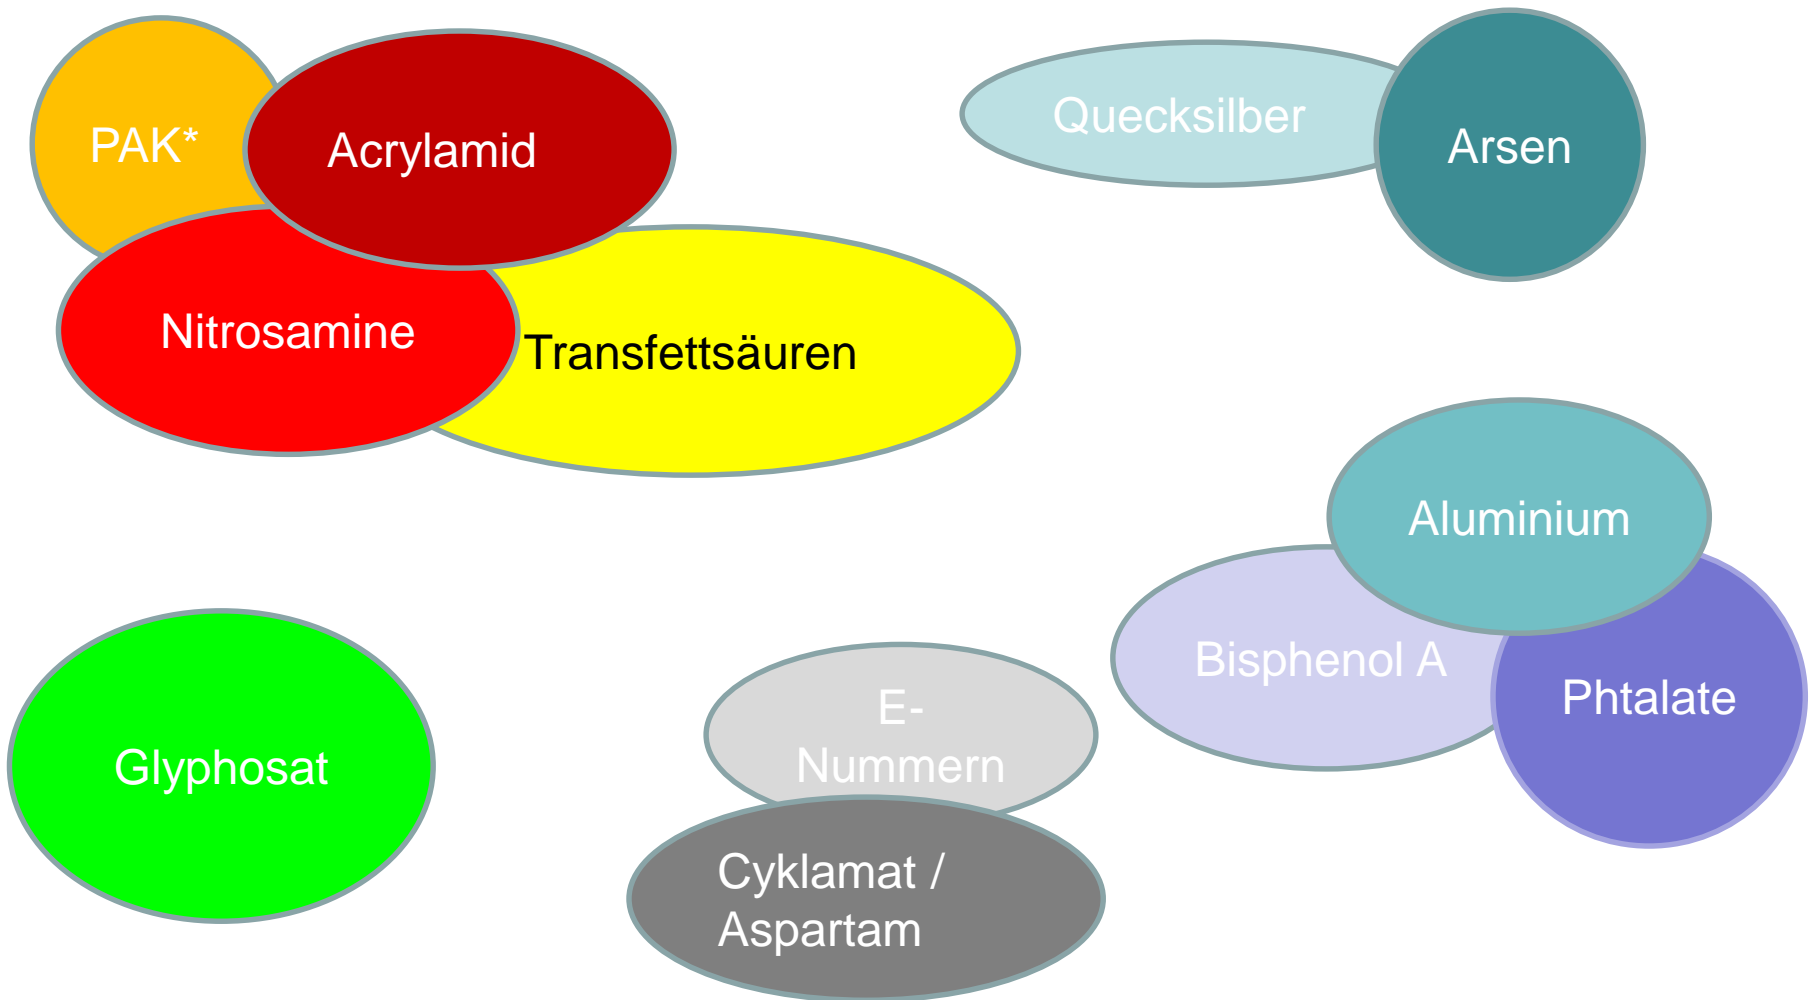 PAK*
Acrylamid
Nitrosamine
Transfettsäuren
Quecksilber
Arsen
Aluminium
Bisphenol A
Phtalate
Glyphosat
E-
Nummern
Cyklamat /
Aspartam